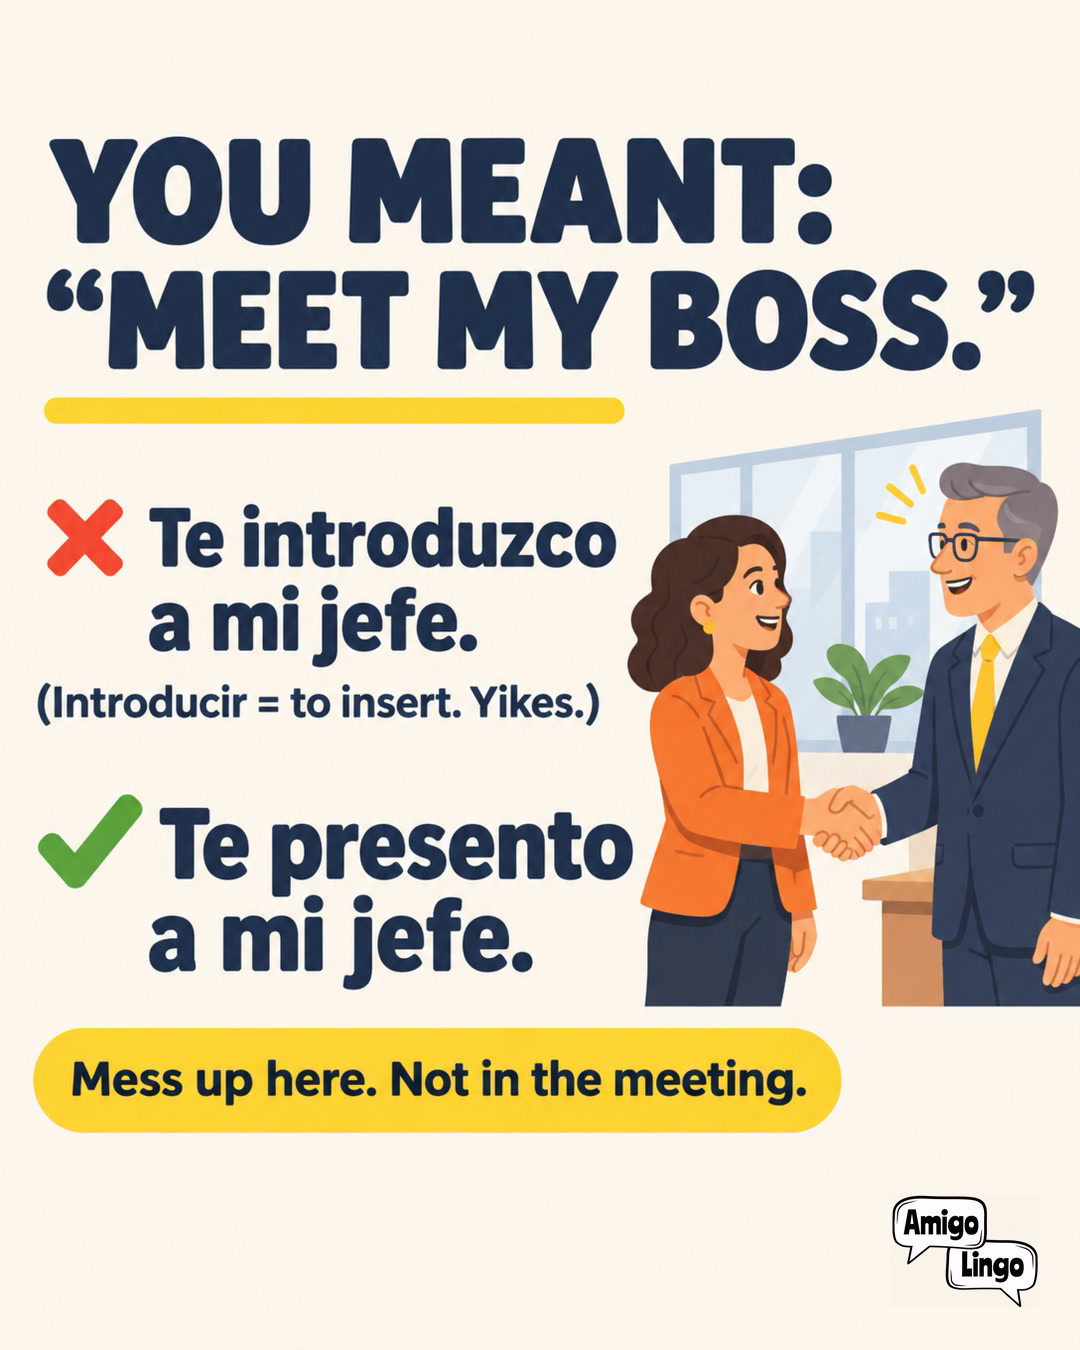 YOU MEANT:
“MEET MY BOSS.”
Te introduzco
a mi jefe.
(Introducir = to insert. Yikes.)
Te presento
a mi jefe.
Mess up here. Not in the meeting.
Amigo
Lingo